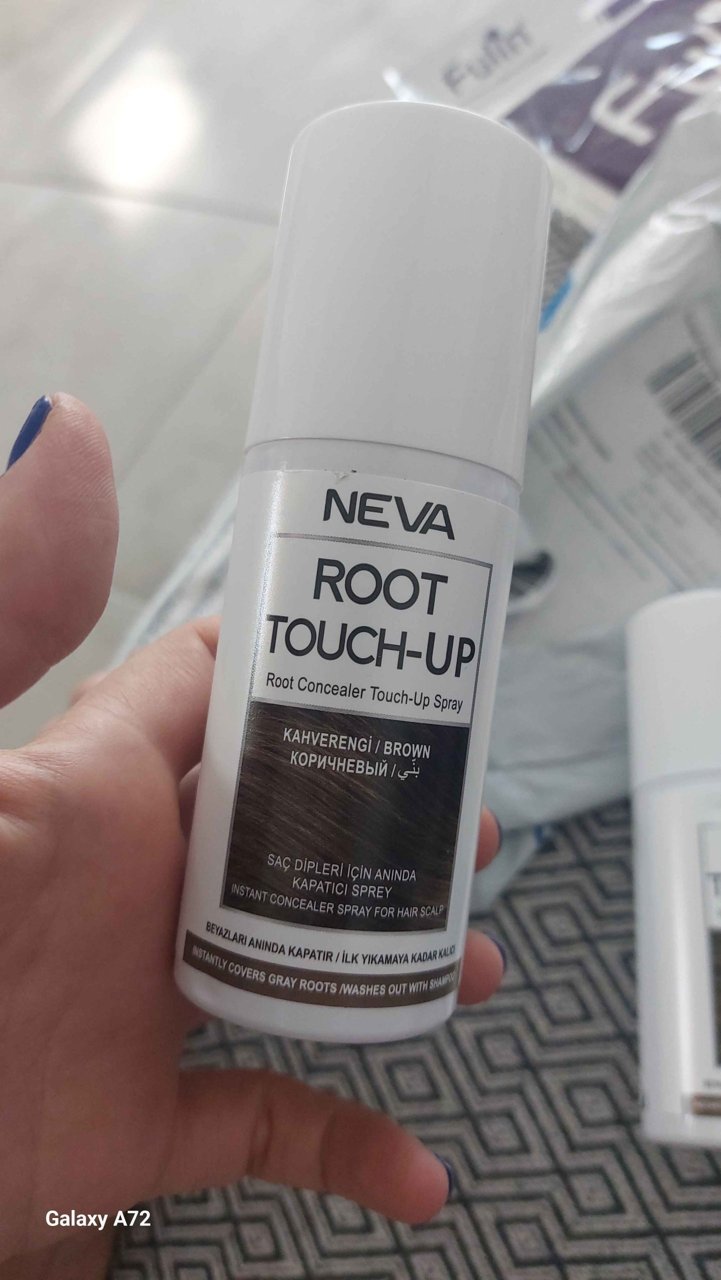 Fulin
NEVA
ROOT
TOUCH-UP
Root Concealer Touch-Up Spray
KAHVERENGİ / BROWN
КОРИЧНЕВЫЙ / بُنِّي
SAÇ DİPLERİ İÇİN ANINDA
KAPATICI SPREY
INSTANT CONCEALER SPRAY FOR HAIR SCALP
BEYAZLARI ANINDA KAPATIR / İLK YIKAMAYA KADAR KALICI
INSTANTLY COVERS GRAY ROOTS /WASHES OUT WITH SHAMPOO
Galaxy A72